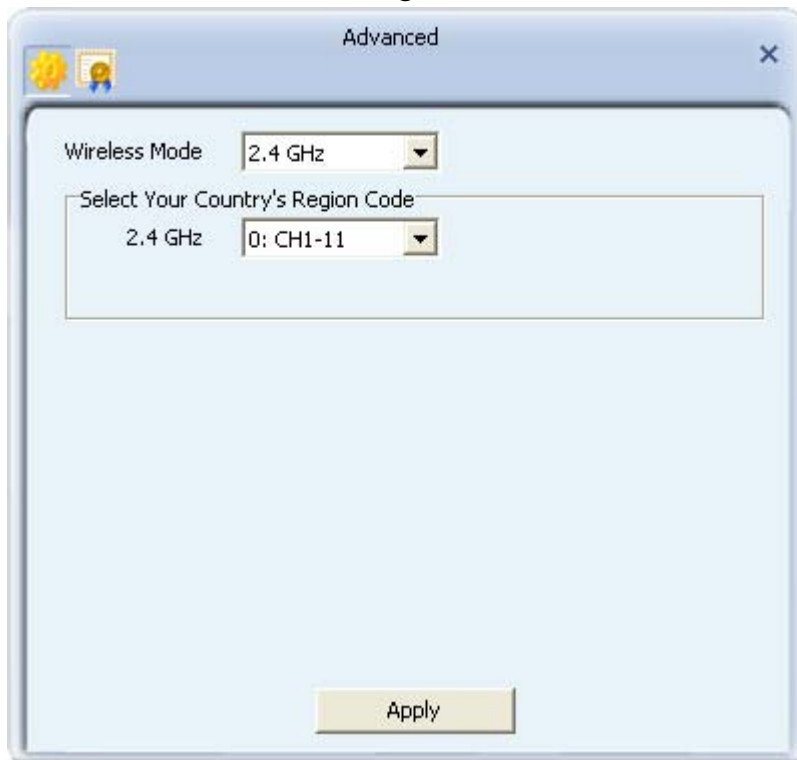 Advanced
Wireless Mode 2.4 GHz
Select Your Country's Region Code
2.4 GHz 0: CH1-11
Apply